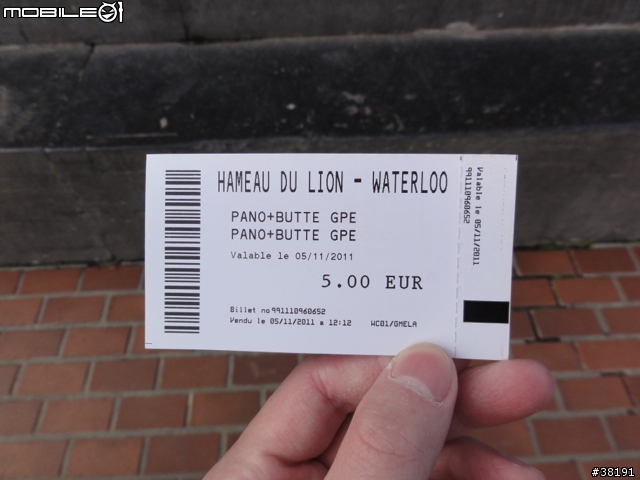 MOBILE01
HAMEAU DU LION - WATERLOO
PANO+BUTTE GPE
PANO+BUTTE GPE
Valable le 05/11/2011
5.00 EUR
Billet no991110960652
Vendu le 05/11/2011 a 12:12 WC01/GMELA
Valable le 05/11/2011
991110960652
#38191